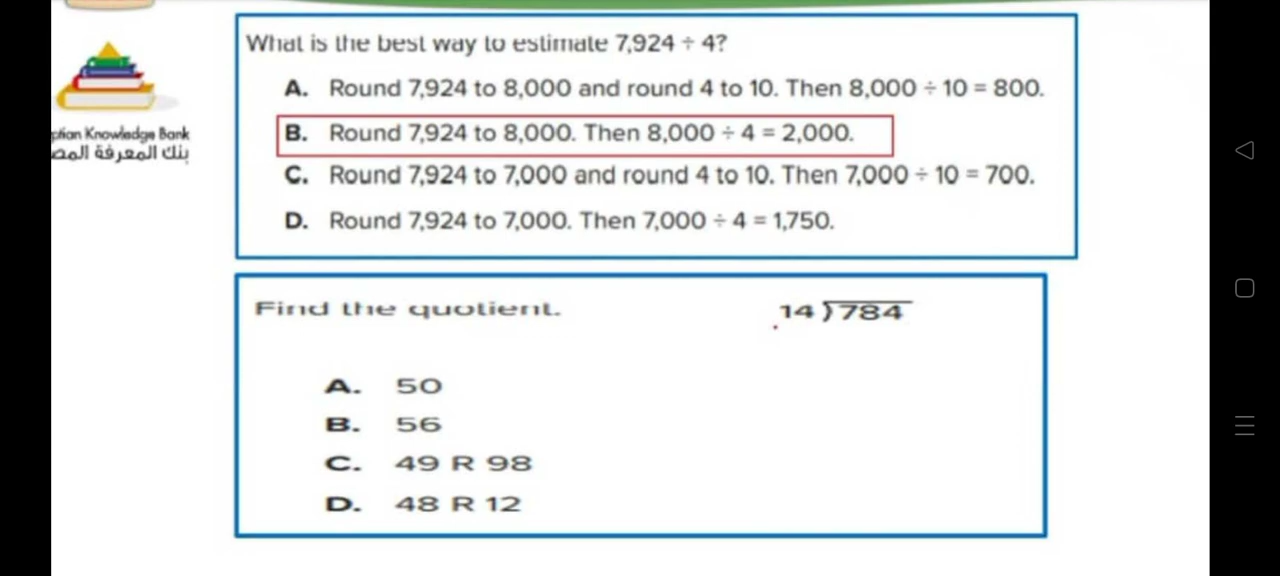 What is the best way to estimate 7,924 ÷ 4?
A. Round 7,924 to 8,000 and round 4 to 10. Then 8,000 ÷ 10 = 800.
B. Round 7,924 to 8,000. Then 8,000 ÷ 4 = 2,000.
ptian Knowledge Bank
بنك المعرفة المص
C. Round 7,924 to 7,000 and round 4 to 10. Then 7,000 ÷ 10 = 700.
D. Round 7,924 to 7,000. Then 7,000 ÷ 4 = 1,750.
Find the quotient. 14)784
A. 50
B. 56
C. 49 R 98
D. 48 R 12